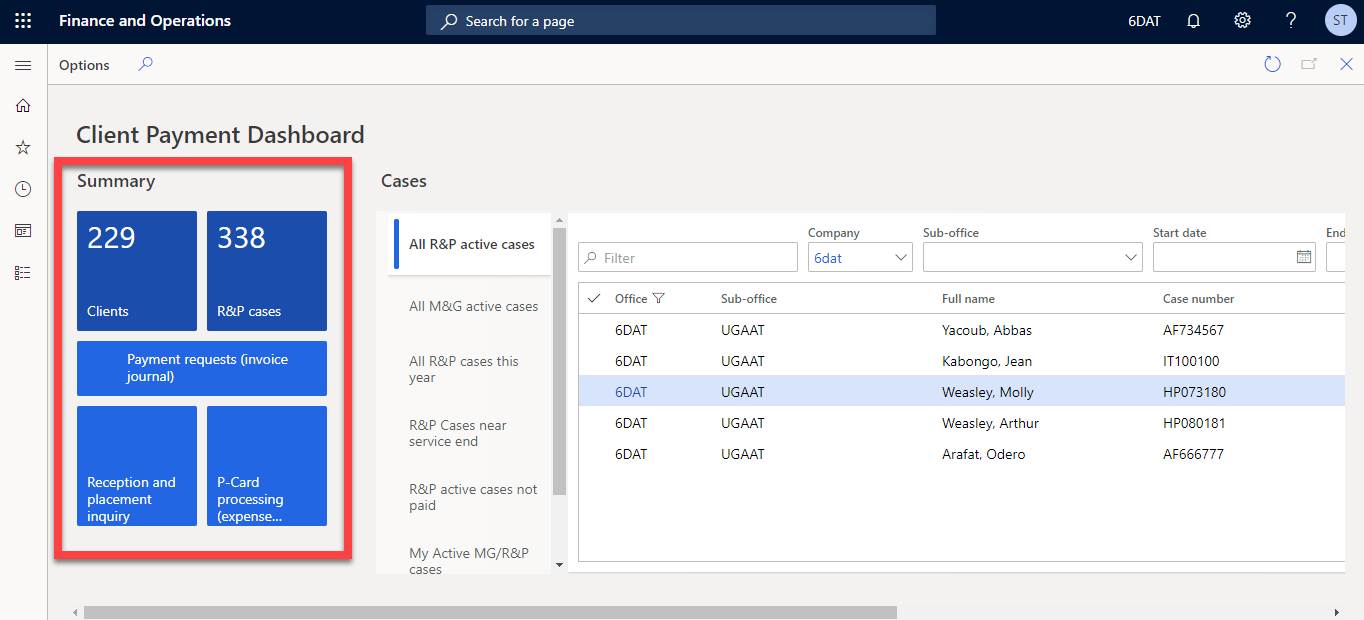 Finance and Operations
Search for a page
6DAT
?
ST
Options
Client Payment Dashboard
Summary
229
Clients
338
R&P cases
Payment requests (invoice
journal)
Reception and
placement
inquiry
P-Card
processing
(expense...
Cases
All R&P active cases
All M&G active cases
All R&P cases this
year
R&P Cases near
service end
R&P active cases not
paid
My Active MG/R&P
cases
Filter
Company
6dat
Sub-office
Start date
End
Office Sub-office Full name Case number
6DAT UGAAT Yacoub, Abbas AF734567
6DAT UGAAT Kabongo, Jean IT100100
6DAT UGAAT Weasley, Molly HP073180
6DAT UGAAT Weasley, Arthur HP080181
6DAT UGAAT Arafat, Odero AF666777